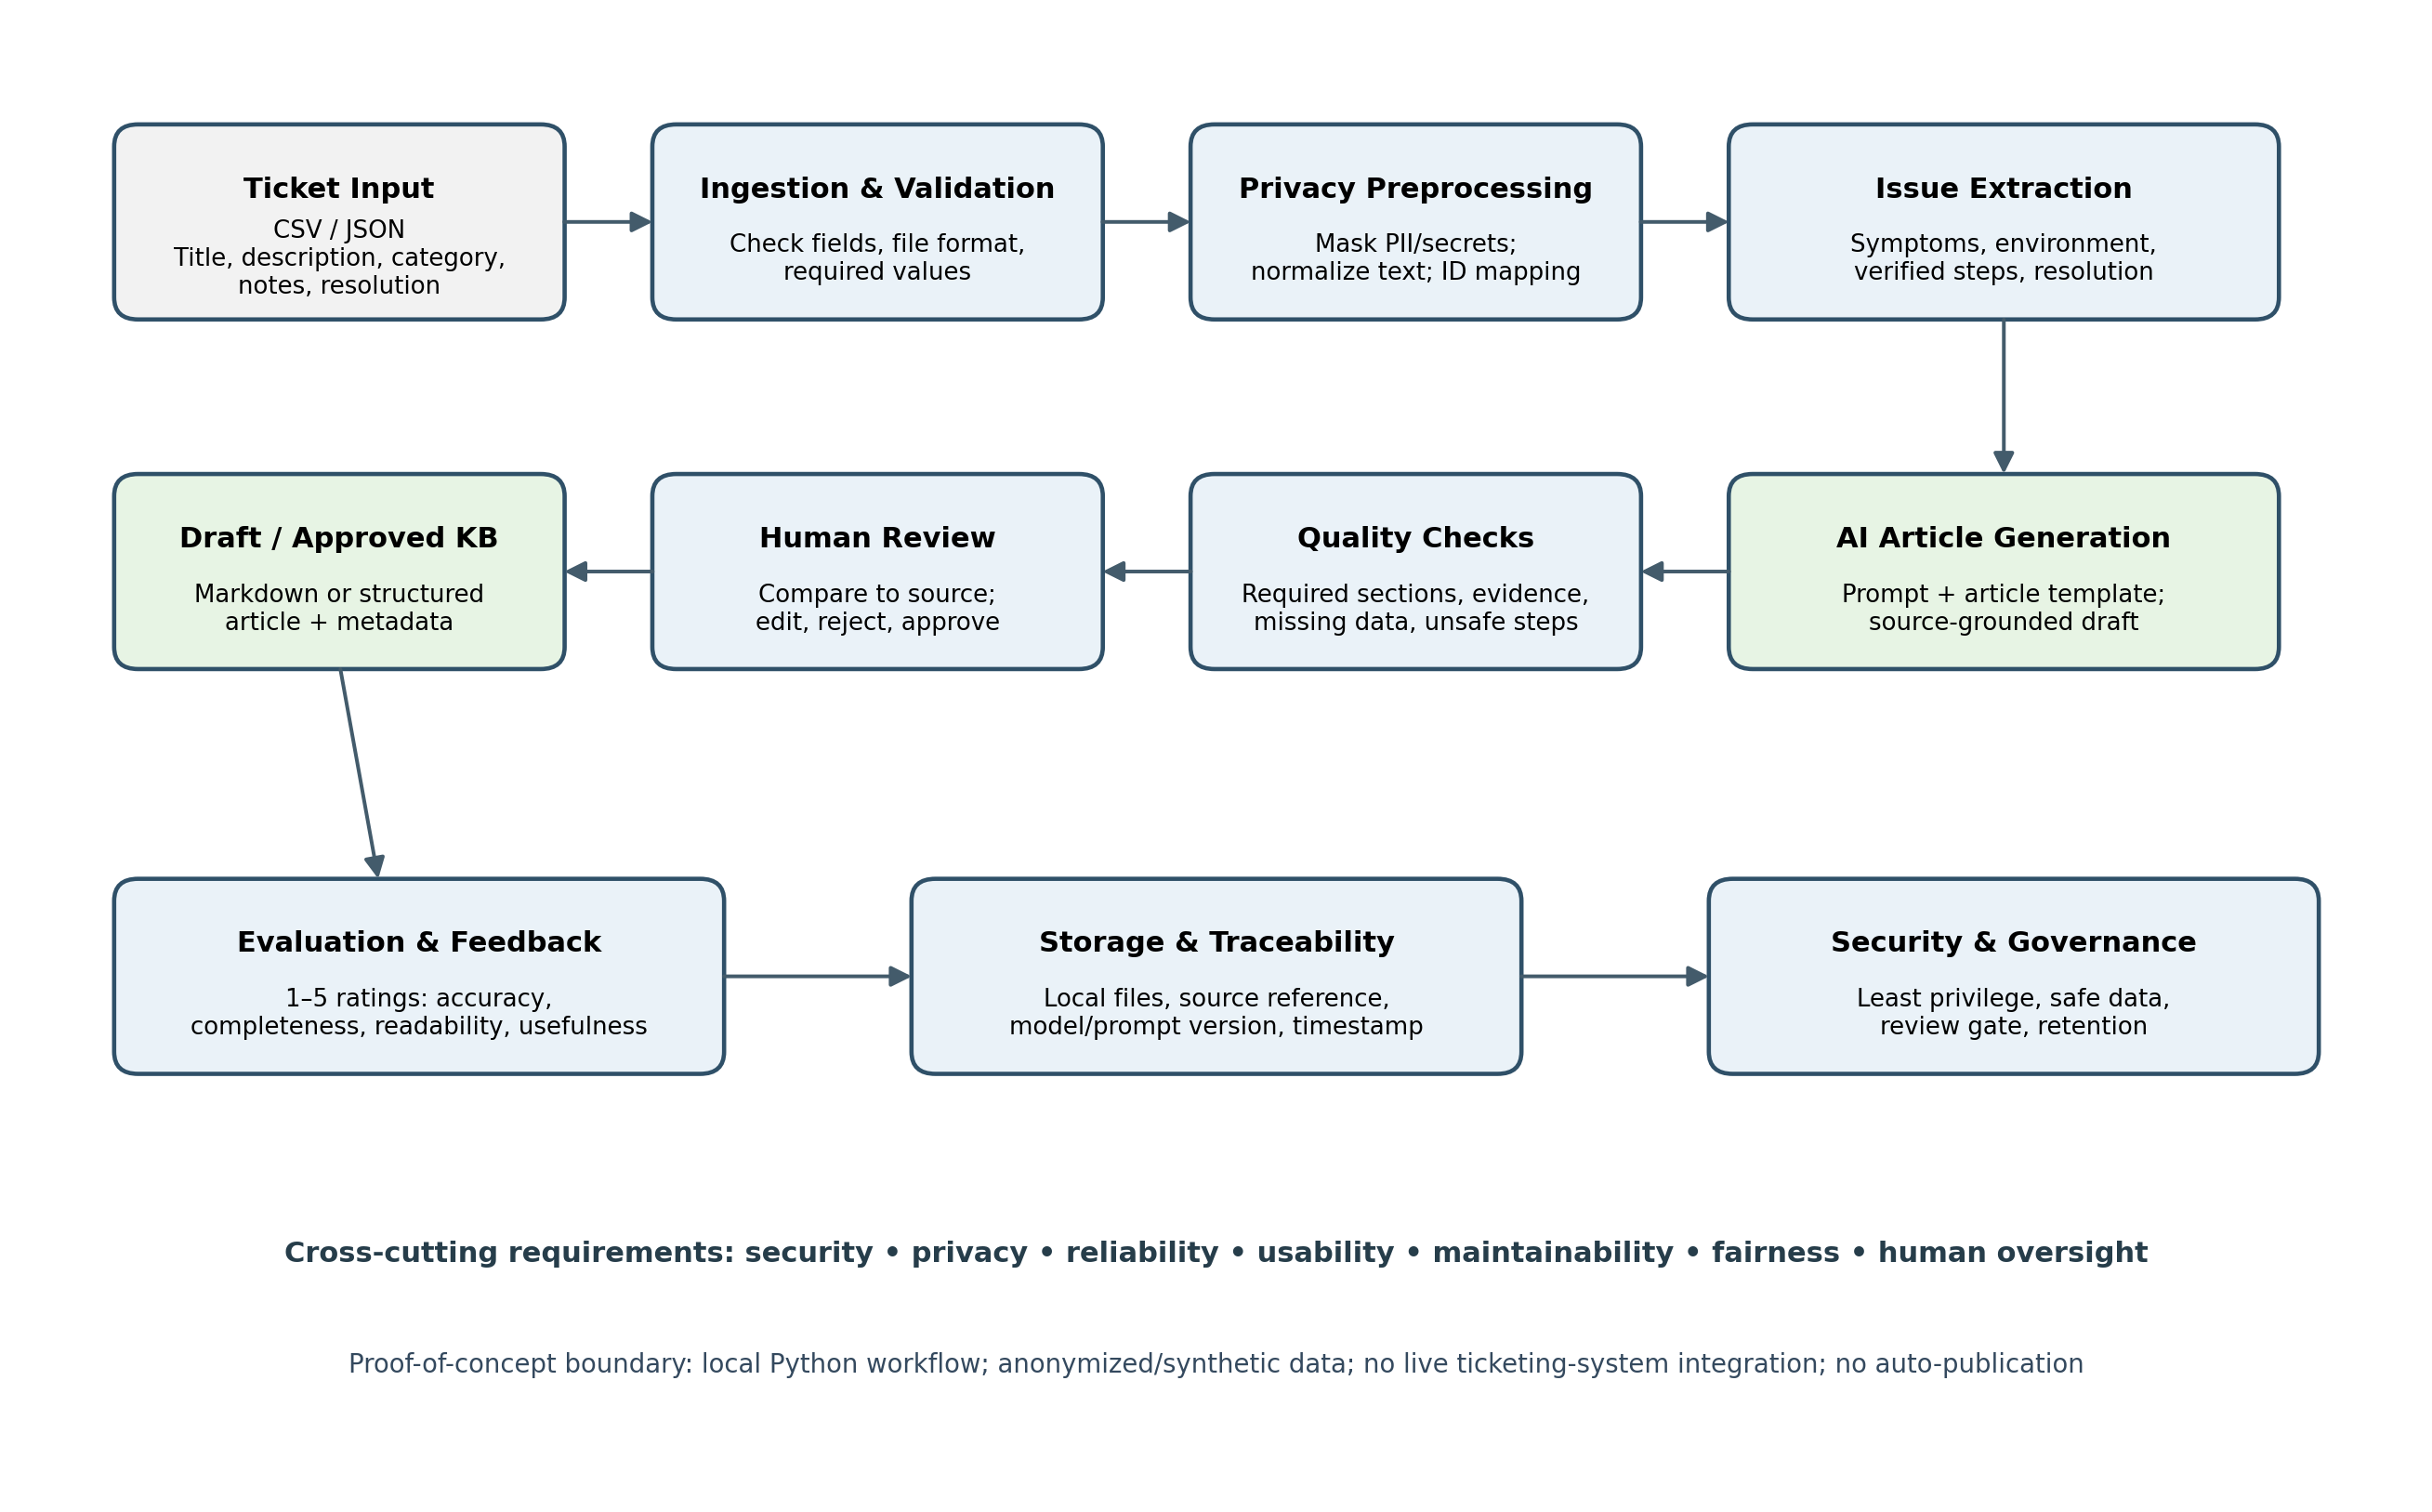 Ticket Input
CSV / JSON
Title, description, category,
notes, resolution
Ingestion & Validation
Check fields, file format,
required values
Privacy Preprocessing
Mask PII/secrets;
normalize text; ID mapping
Issue Extraction
Symptoms, environment,
verified steps, resolution
Draft / Approved KB
Markdown or structured
article + metadata
Human Review
Compare to source;
edit, reject, approve
Quality Checks
Required sections, evidence,
missing data, unsafe steps
AI Article Generation
Prompt + article template;
source-grounded draft
Evaluation & Feedback
1–5 ratings: accuracy,
completeness, readability, usefulness
Storage & Traceability
Local files, source reference,
model/prompt version, timestamp
Security & Governance
Least privilege, safe data,
review gate, retention
Cross-cutting requirements: security • privacy • reliability • usability • maintainability • fairness • human oversight
Proof-of-concept boundary: local Python workflow; anonymized/synthetic data; no live ticketing-system integration; no auto-publication